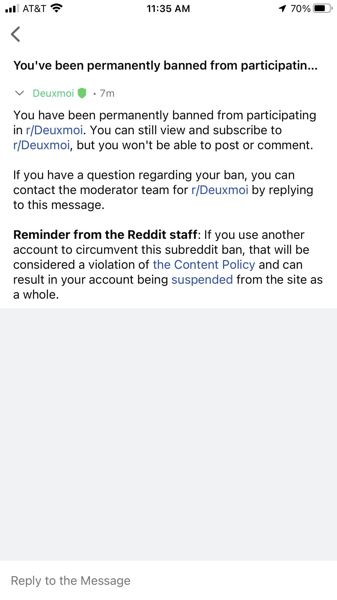 AT&T 11:35 AM 70%
You've been permanently banned from participatin...
Deuxmoi • 7m
You have been permanently banned from participating
in r/Deuxmoi. You can still view and subscribe to
r/Deuxmoi, but you won't be able to post or comment.
If you have a question regarding your ban, you can
contact the moderator team for r/Deuxmoi by replying
to this message.
Reminder from the Reddit staff: If you use another
account to circumvent this subreddit ban, that will be
considered a violation of the Content Policy and can
result in your account being suspended from the site as
a whole.
Reply to the Message